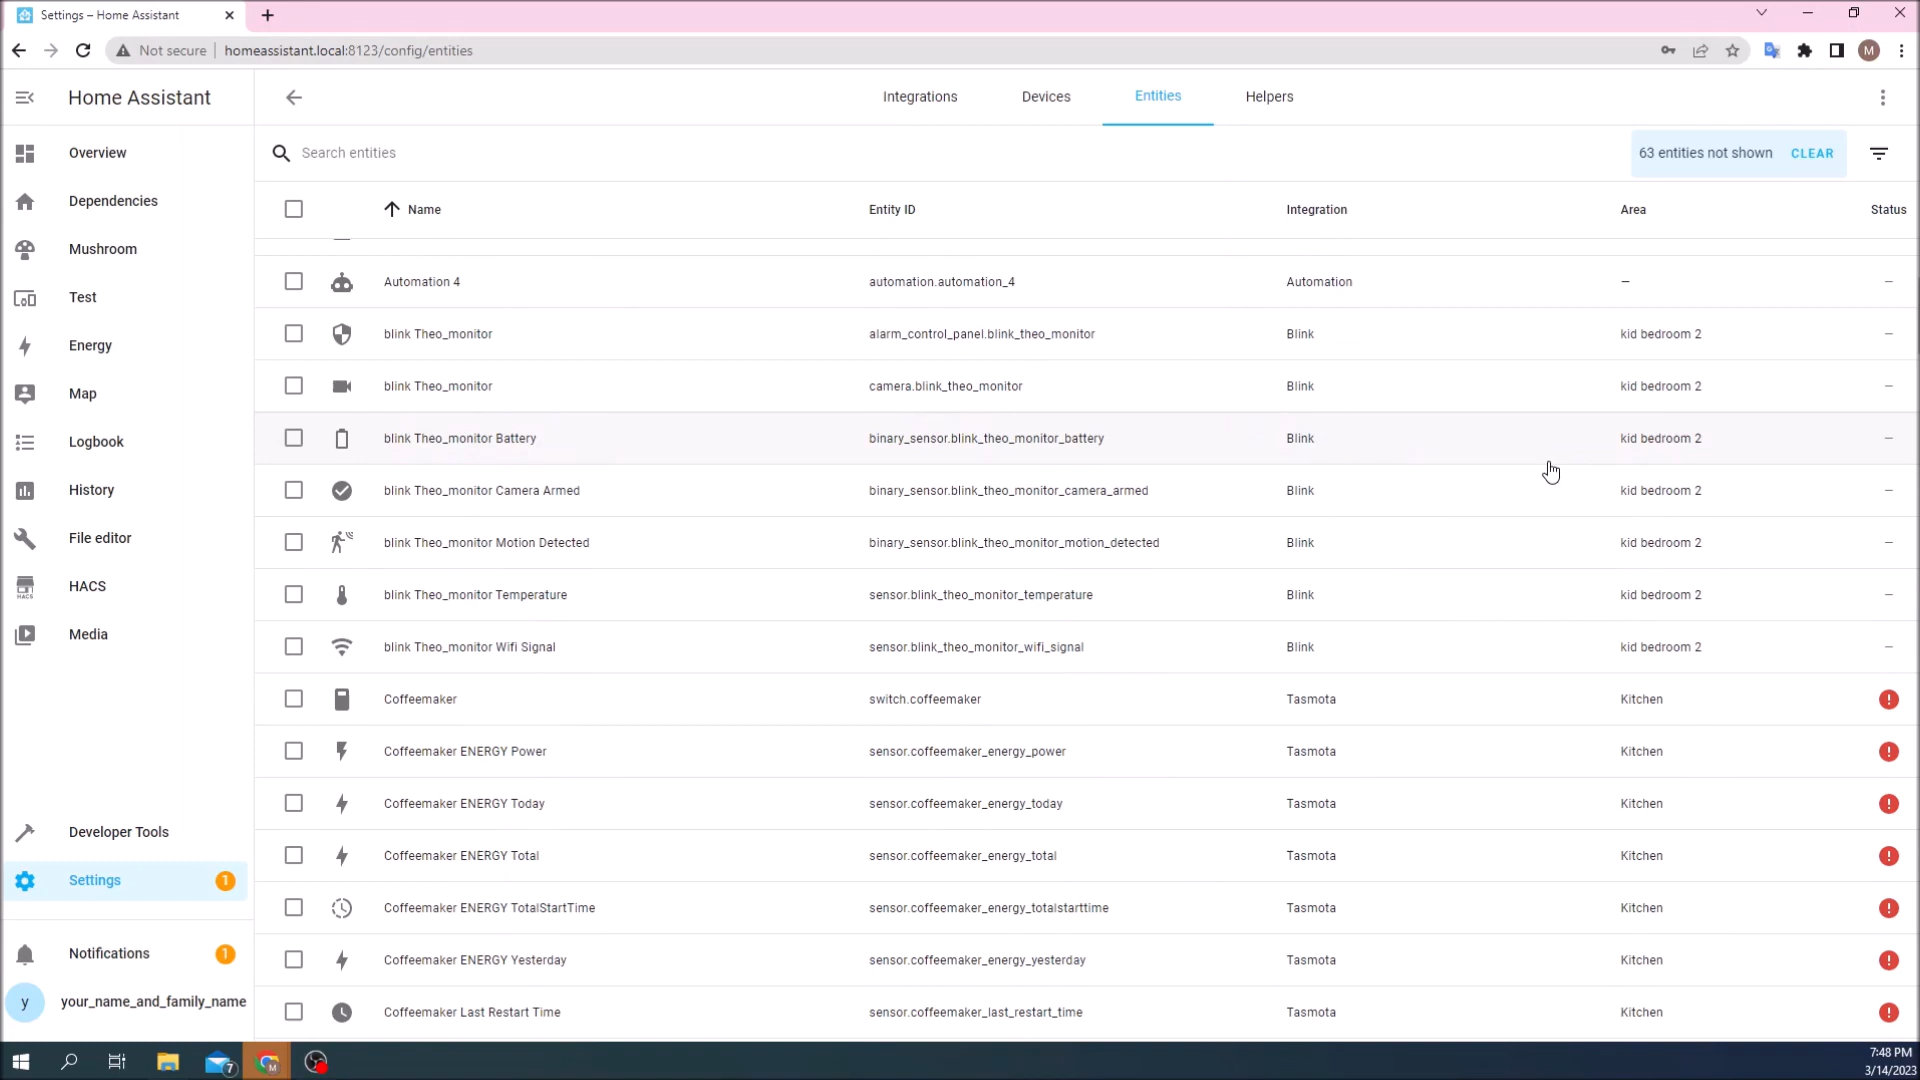 Settings – Home Assistant
Not secure
homeassistant.local:8123/config/entities
M
Home Assistant
Integrations
Devices
Entities
Helpers
Overview
Dependencies
Mushroom
Test
Energy
Map
Logbook
History
File editor
HACS
HACS
Media
Developer Tools
Settings 1
Notifications 1
y your_name_and_family_name
Search entities
63 entities not shown CLEAR
Name Entity ID Integration Area Status
Automation 4 automation.automation_4 Automation — –
blink Theo_monitor alarm_control_panel.blink_theo_monitor Blink kid bedroom 2 –
blink Theo_monitor camera.blink_theo_monitor Blink kid bedroom 2 –
blink Theo_monitor Battery binary_sensor.blink_theo_monitor_battery Blink kid bedroom 2 –
blink Theo_monitor Camera Armed binary_sensor.blink_theo_monitor_camera_armed Blink kid bedroom 2 –
blink Theo_monitor Motion Detected binary_sensor.blink_theo_monitor_motion_detected Blink kid bedroom 2 –
blink Theo_monitor Temperature sensor.blink_theo_monitor_temperature Blink kid bedroom 2 –
blink Theo_monitor Wifi Signal sensor.blink_theo_monitor_wifi_signal Blink kid bedroom 2 –
Coffeemaker switch.coffeemaker Tasmota Kitchen !
Coffeemaker ENERGY Power sensor.coffeemaker_energy_power Tasmota Kitchen !
Coffeemaker ENERGY Today sensor.coffeemaker_energy_today Tasmota Kitchen !
Coffeemaker ENERGY Total sensor.coffeemaker_energy_total Tasmota Kitchen !
Coffeemaker ENERGY TotalStartTime sensor.coffeemaker_energy_totalstarttime Tasmota Kitchen !
Coffeemaker ENERGY Yesterday sensor.coffeemaker_energy_yesterday Tasmota Kitchen !
Coffeemaker Last Restart Time sensor.coffeemaker_last_restart_time Tasmota Kitchen !
7
M
7:48 PM
3/14/2023